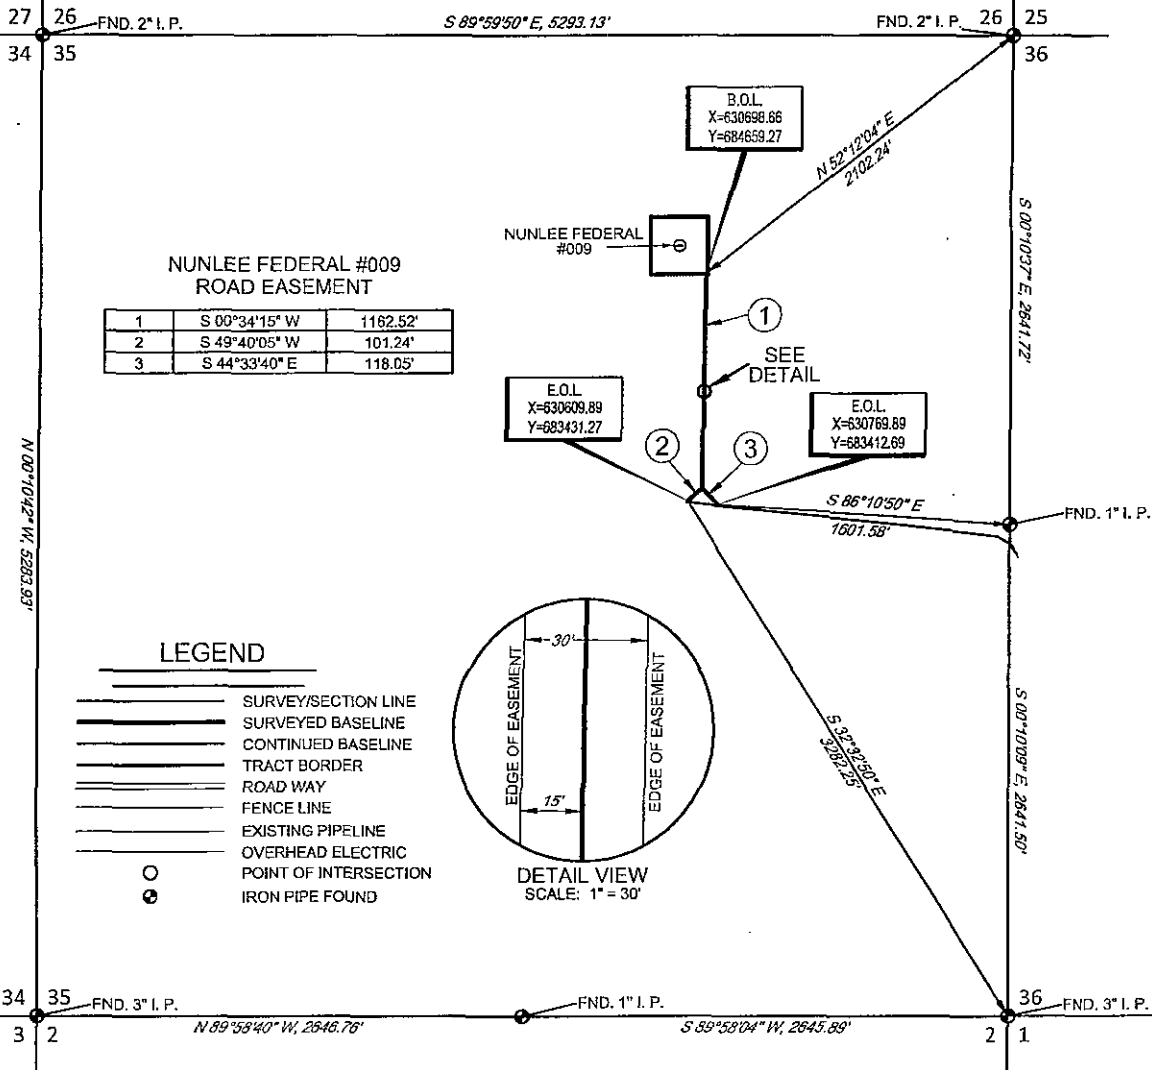 27 26
FND. 2" I. P.
S 89°59'50" E, 5293.13'
FND. 2" I. P.
26 25
34 35
36
B.O.L.
X=630698.66
Y=684659.27
N 52°12'04" E
2102.24'
NUNLEE FEDERAL
#009
S 00°10'37" E, 2641.72'
NUNLEE FEDERAL #009
ROAD EASEMENT
1 S 00°34'15" W 1162.52'
2 S 49°40'05" W 101.24'
3 S 44°33'40" E 118.05'
1
SEE
DETAIL
E.O.L.
X=630609.89
Y=683431.27
E.O.L.
X=630769.89
Y=683412.69
2
3
N 00°10'42" W, 5283.93'
S 86°10'50" E
1601.58'
FND. 1" I. P.
LEGEND
SURVEY/SECTION LINE
SURVEYED BASELINE
CONTINUED BASELINE
TRACT BORDER
ROAD WAY
FENCE LINE
EXISTING PIPELINE
OVERHEAD ELECTRIC
POINT OF INTERSECTION
IRON PIPE FOUND
30'
EDGE OF EASEMENT
EDGE OF EASEMENT
15'
DETAIL VIEW
SCALE: 1" = 30'
S 32°32'50" E
3282.25'
S 00°10'09" E, 2641.50'
34 35
FND. 3" I. P.
FND. 1" I. P.
36
FND. 3" I. P.
3 2
N 89°58'40" W, 2646.76'
S 89°58'04" W, 2645.89'
2 1